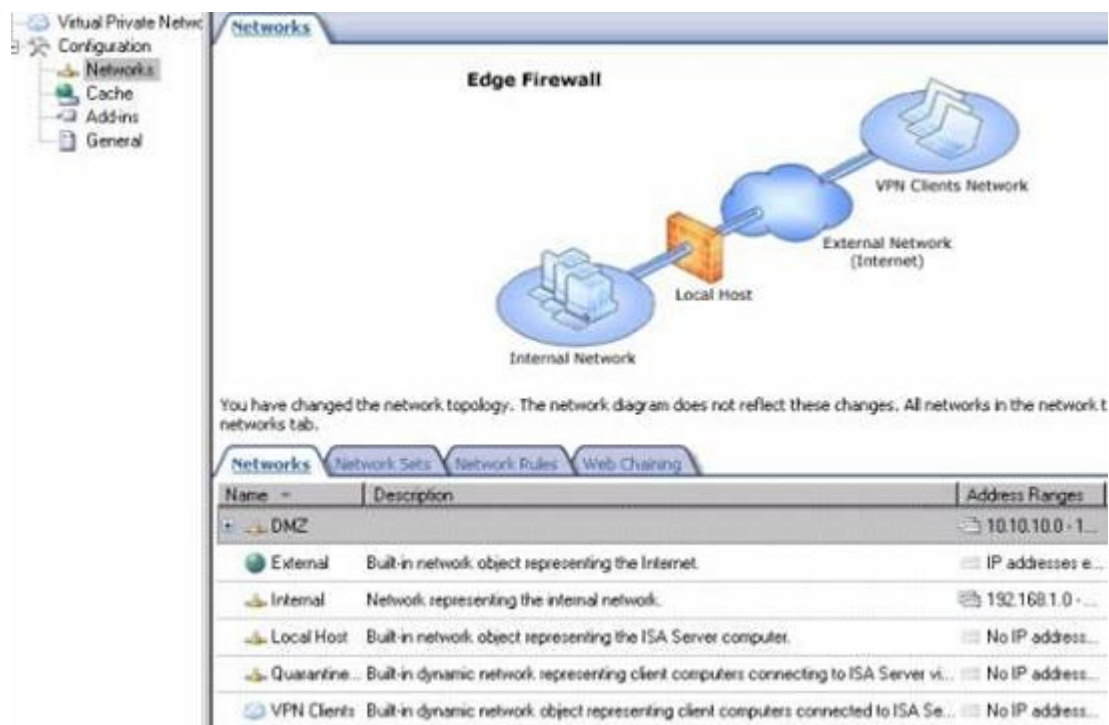 Virtual Private Netwc
Networks
Configuration
Networks
Cache
Add-ins
General
Edge Firewall
VPN Clients Network
External Network
(Internet)
Local Host
Internal Network
You have changed the network topology. The network diagram does not reflect these changes. All networks in the network t
networks tab.
Networks Network Sets Network Rules Web Chaining
Name Description Address Ranges
DMZ 10.10.10.0 - 1...
External Built-in network object representing the Internet. IP addresses e...
Internal Network representing the internal network. 192.168.1.0 - ...
Local Host Built-in network object representing the ISA Server computer. No IP address...
Quarantine... Built-in dynamic network representing client computers connecting to ISA Server vi... No IP address...
VPN Clients Built-in dynamic network object representing client computers connected to ISA Se... No IP address...